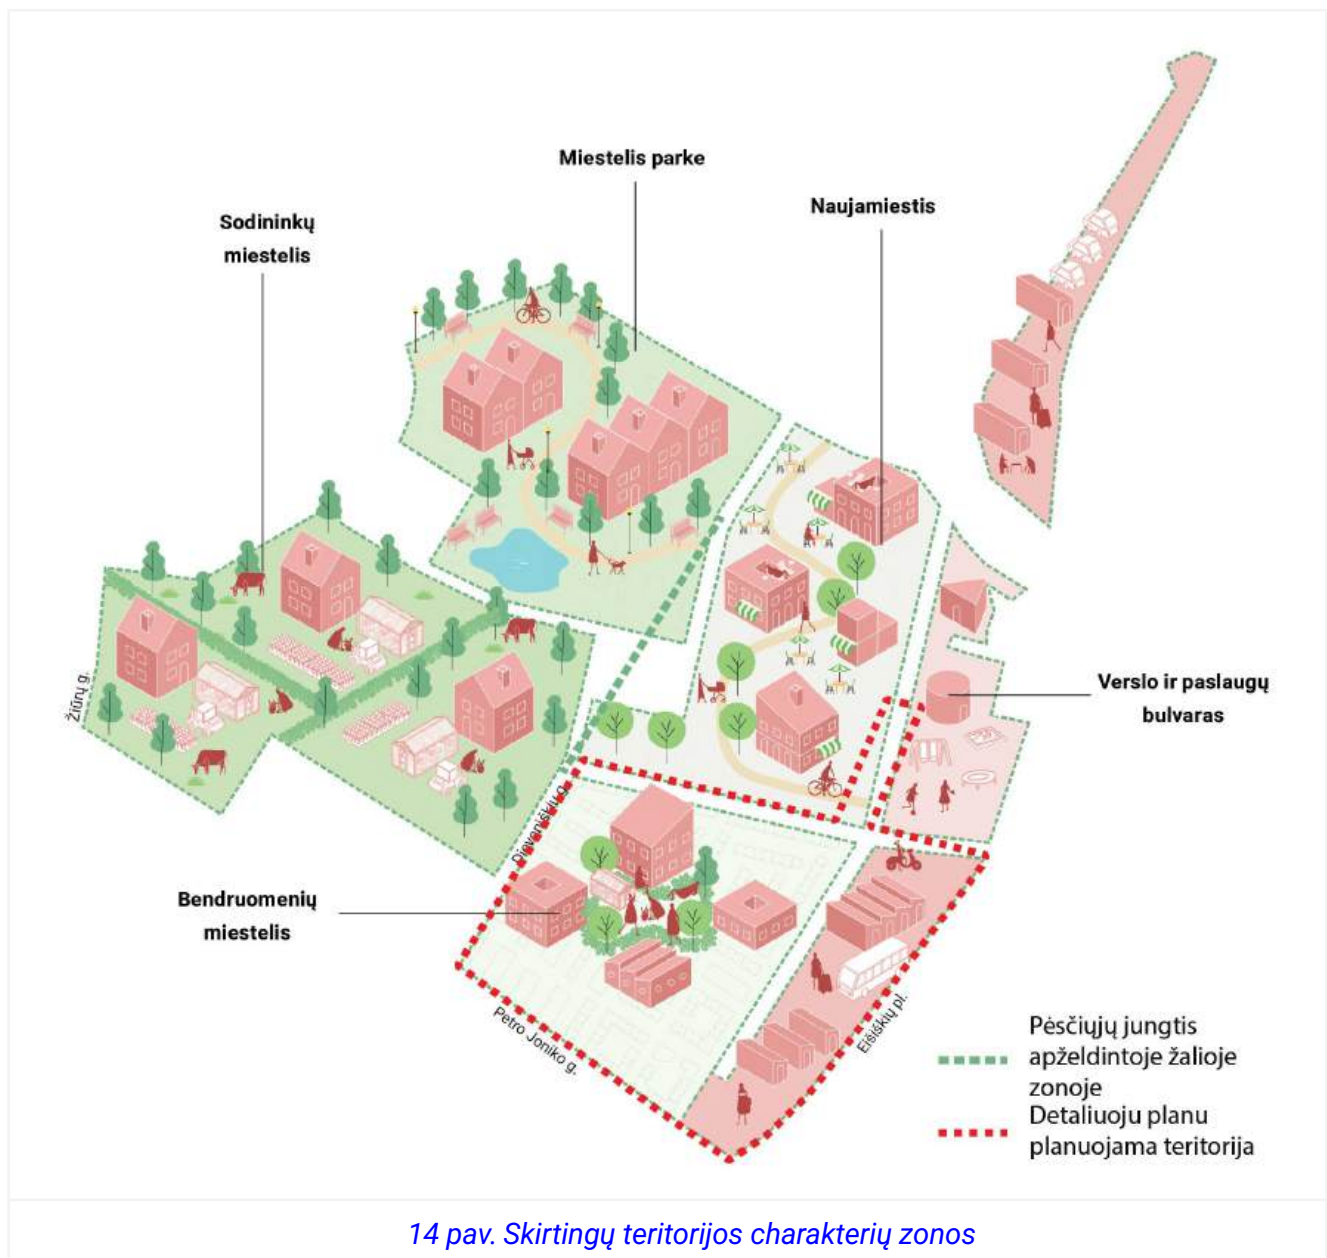 Miestelis parke
Naujamiestis
Sodininkų
miestelis
Žiūrų g.
Verslo ir paslaugų
bulvaras
Dieveniškių g.
Bendruomenių
miestelis
Petro Joniko g.
Eišiškių pl.
Pėsčiųjų jungtis
apželdintoje žalioje
zonoje
Detaliuoju planu
planuojama teritorija
14 pav. Skirtingų teritorijos charakterių zonos